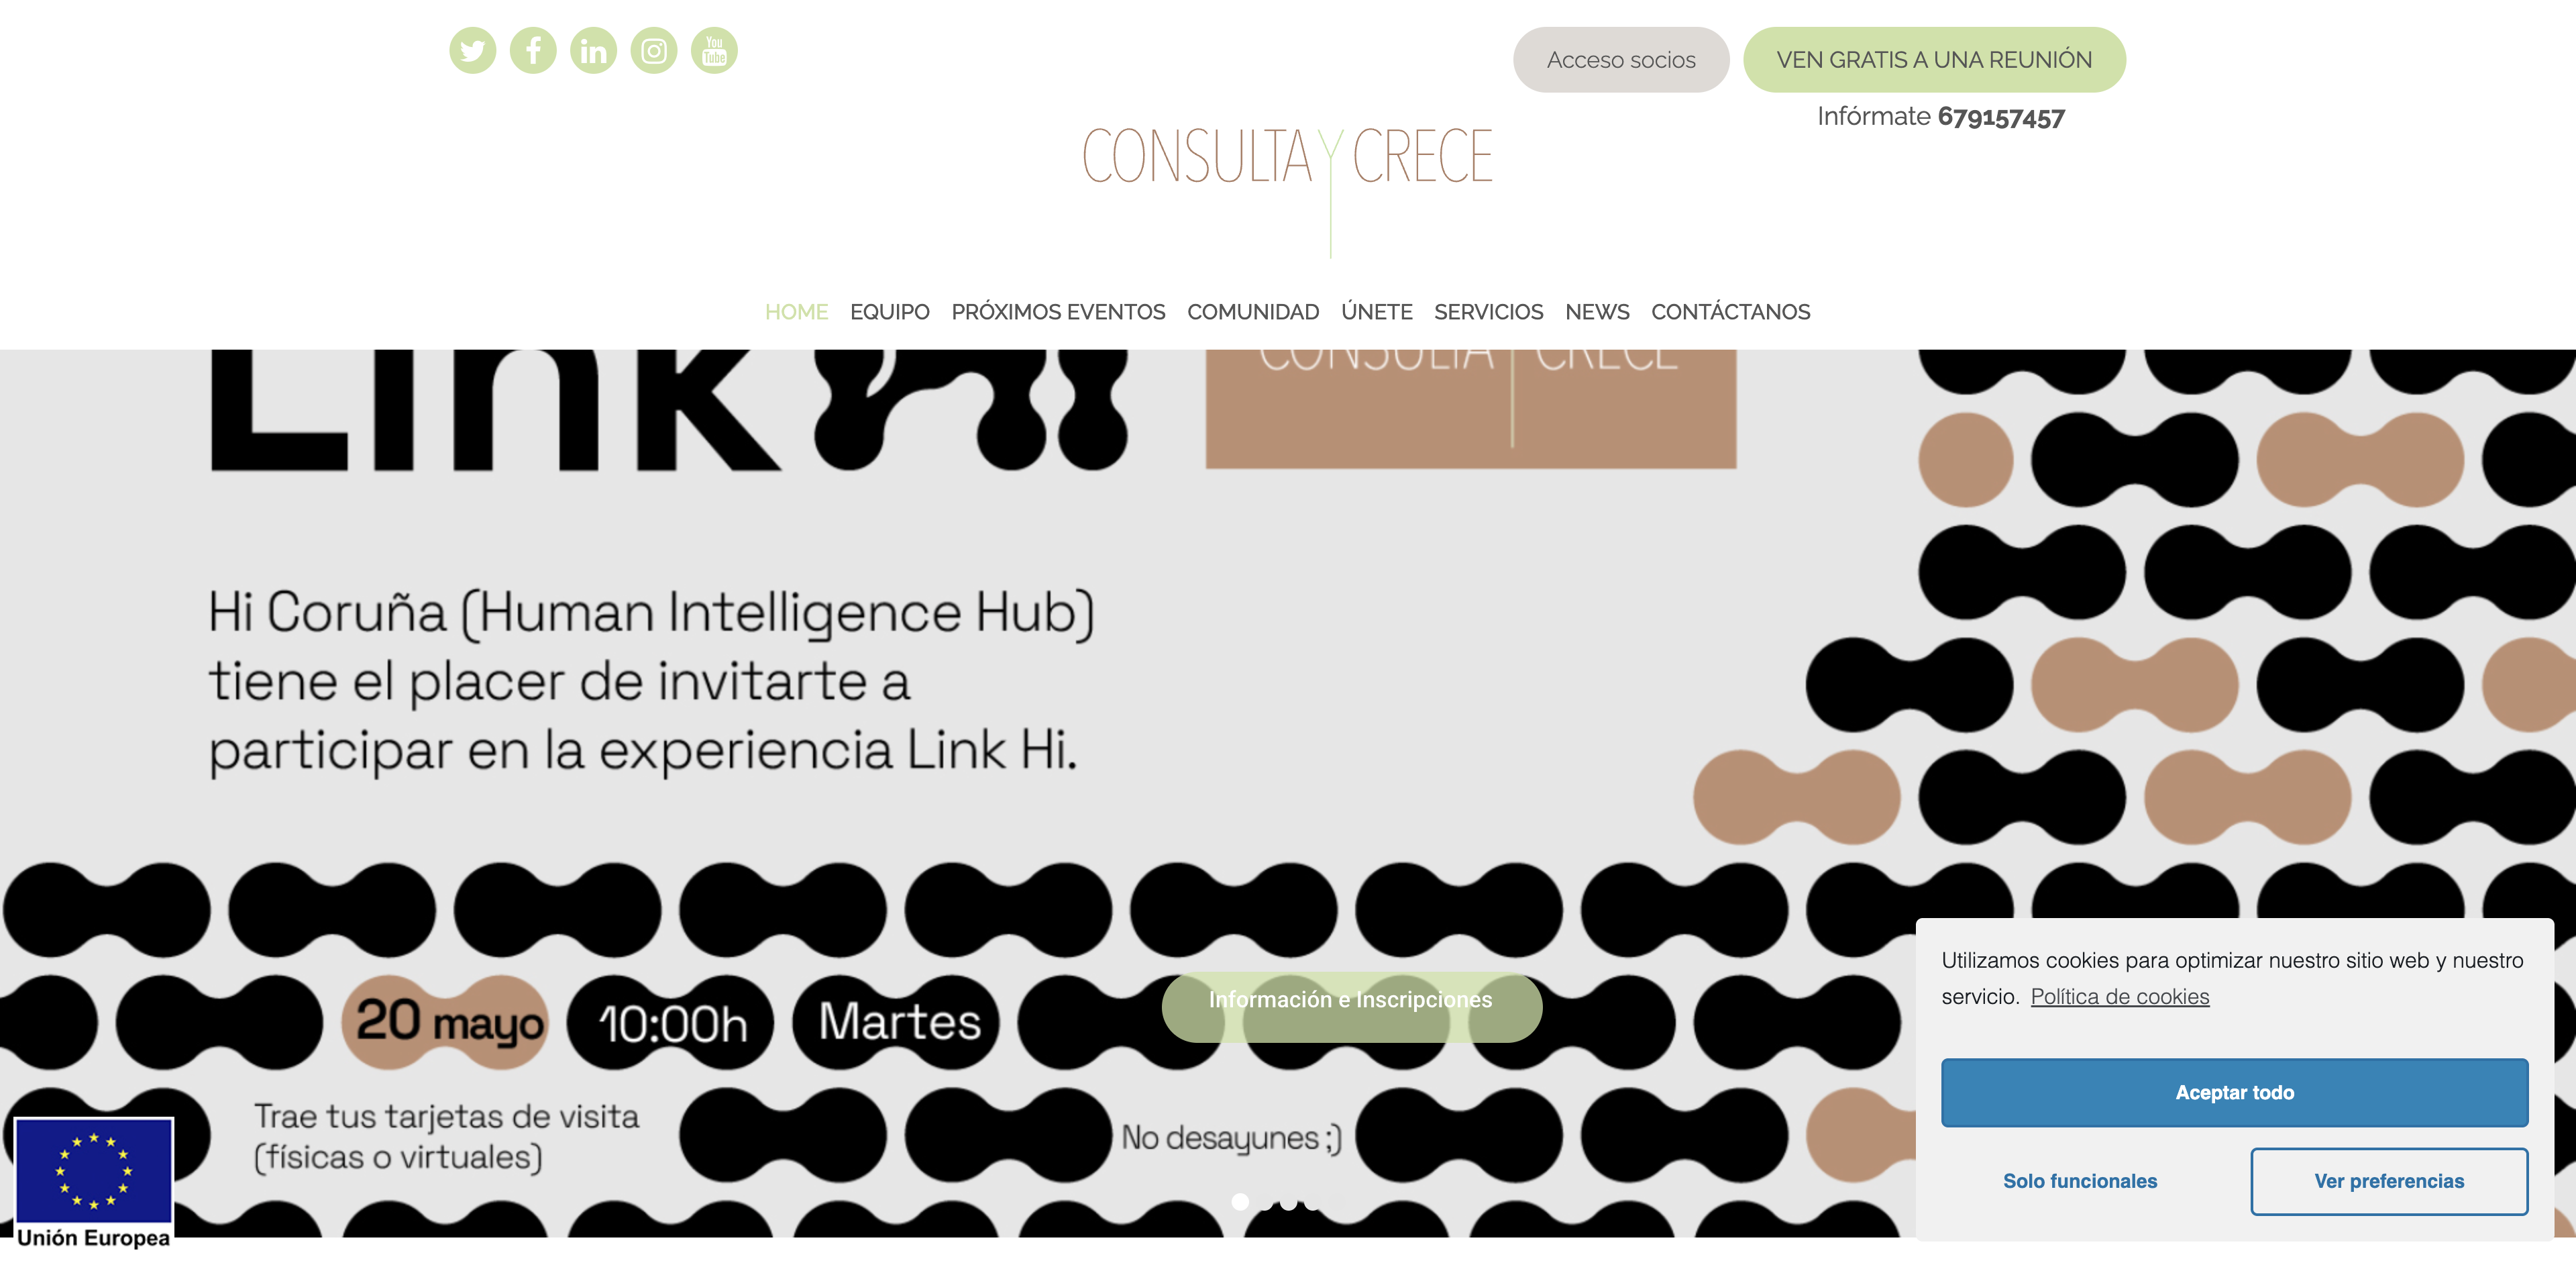 You
Tube
Acceso socios
VEN GRATIS A UNA REUNIÓN
Infórmate 679157457
CONSULTA Y CRECE
HOME EQUIPO PRÓXIMOS EVENTOS COMUNIDAD ÚNETE SERVICIOS NEWS CONTÁCTANOS
Link Hi
CONSULTA Y CRECE
Hi Coruña (Human Intelligence Hub)
tiene el placer de invitarte a
participar en la experiencia Link Hi.
20 mayo 10:00h Martes
Información e Inscripciones
Trae tus tarjetas de visita
(físicas o virtuales)
No desayunes ;)
Unión Europea
Utilizamos cookies para optimizar nuestro sitio web y nuestro
servicio. Política de cookies
Aceptar todo
Solo funcionales
Ver preferencias